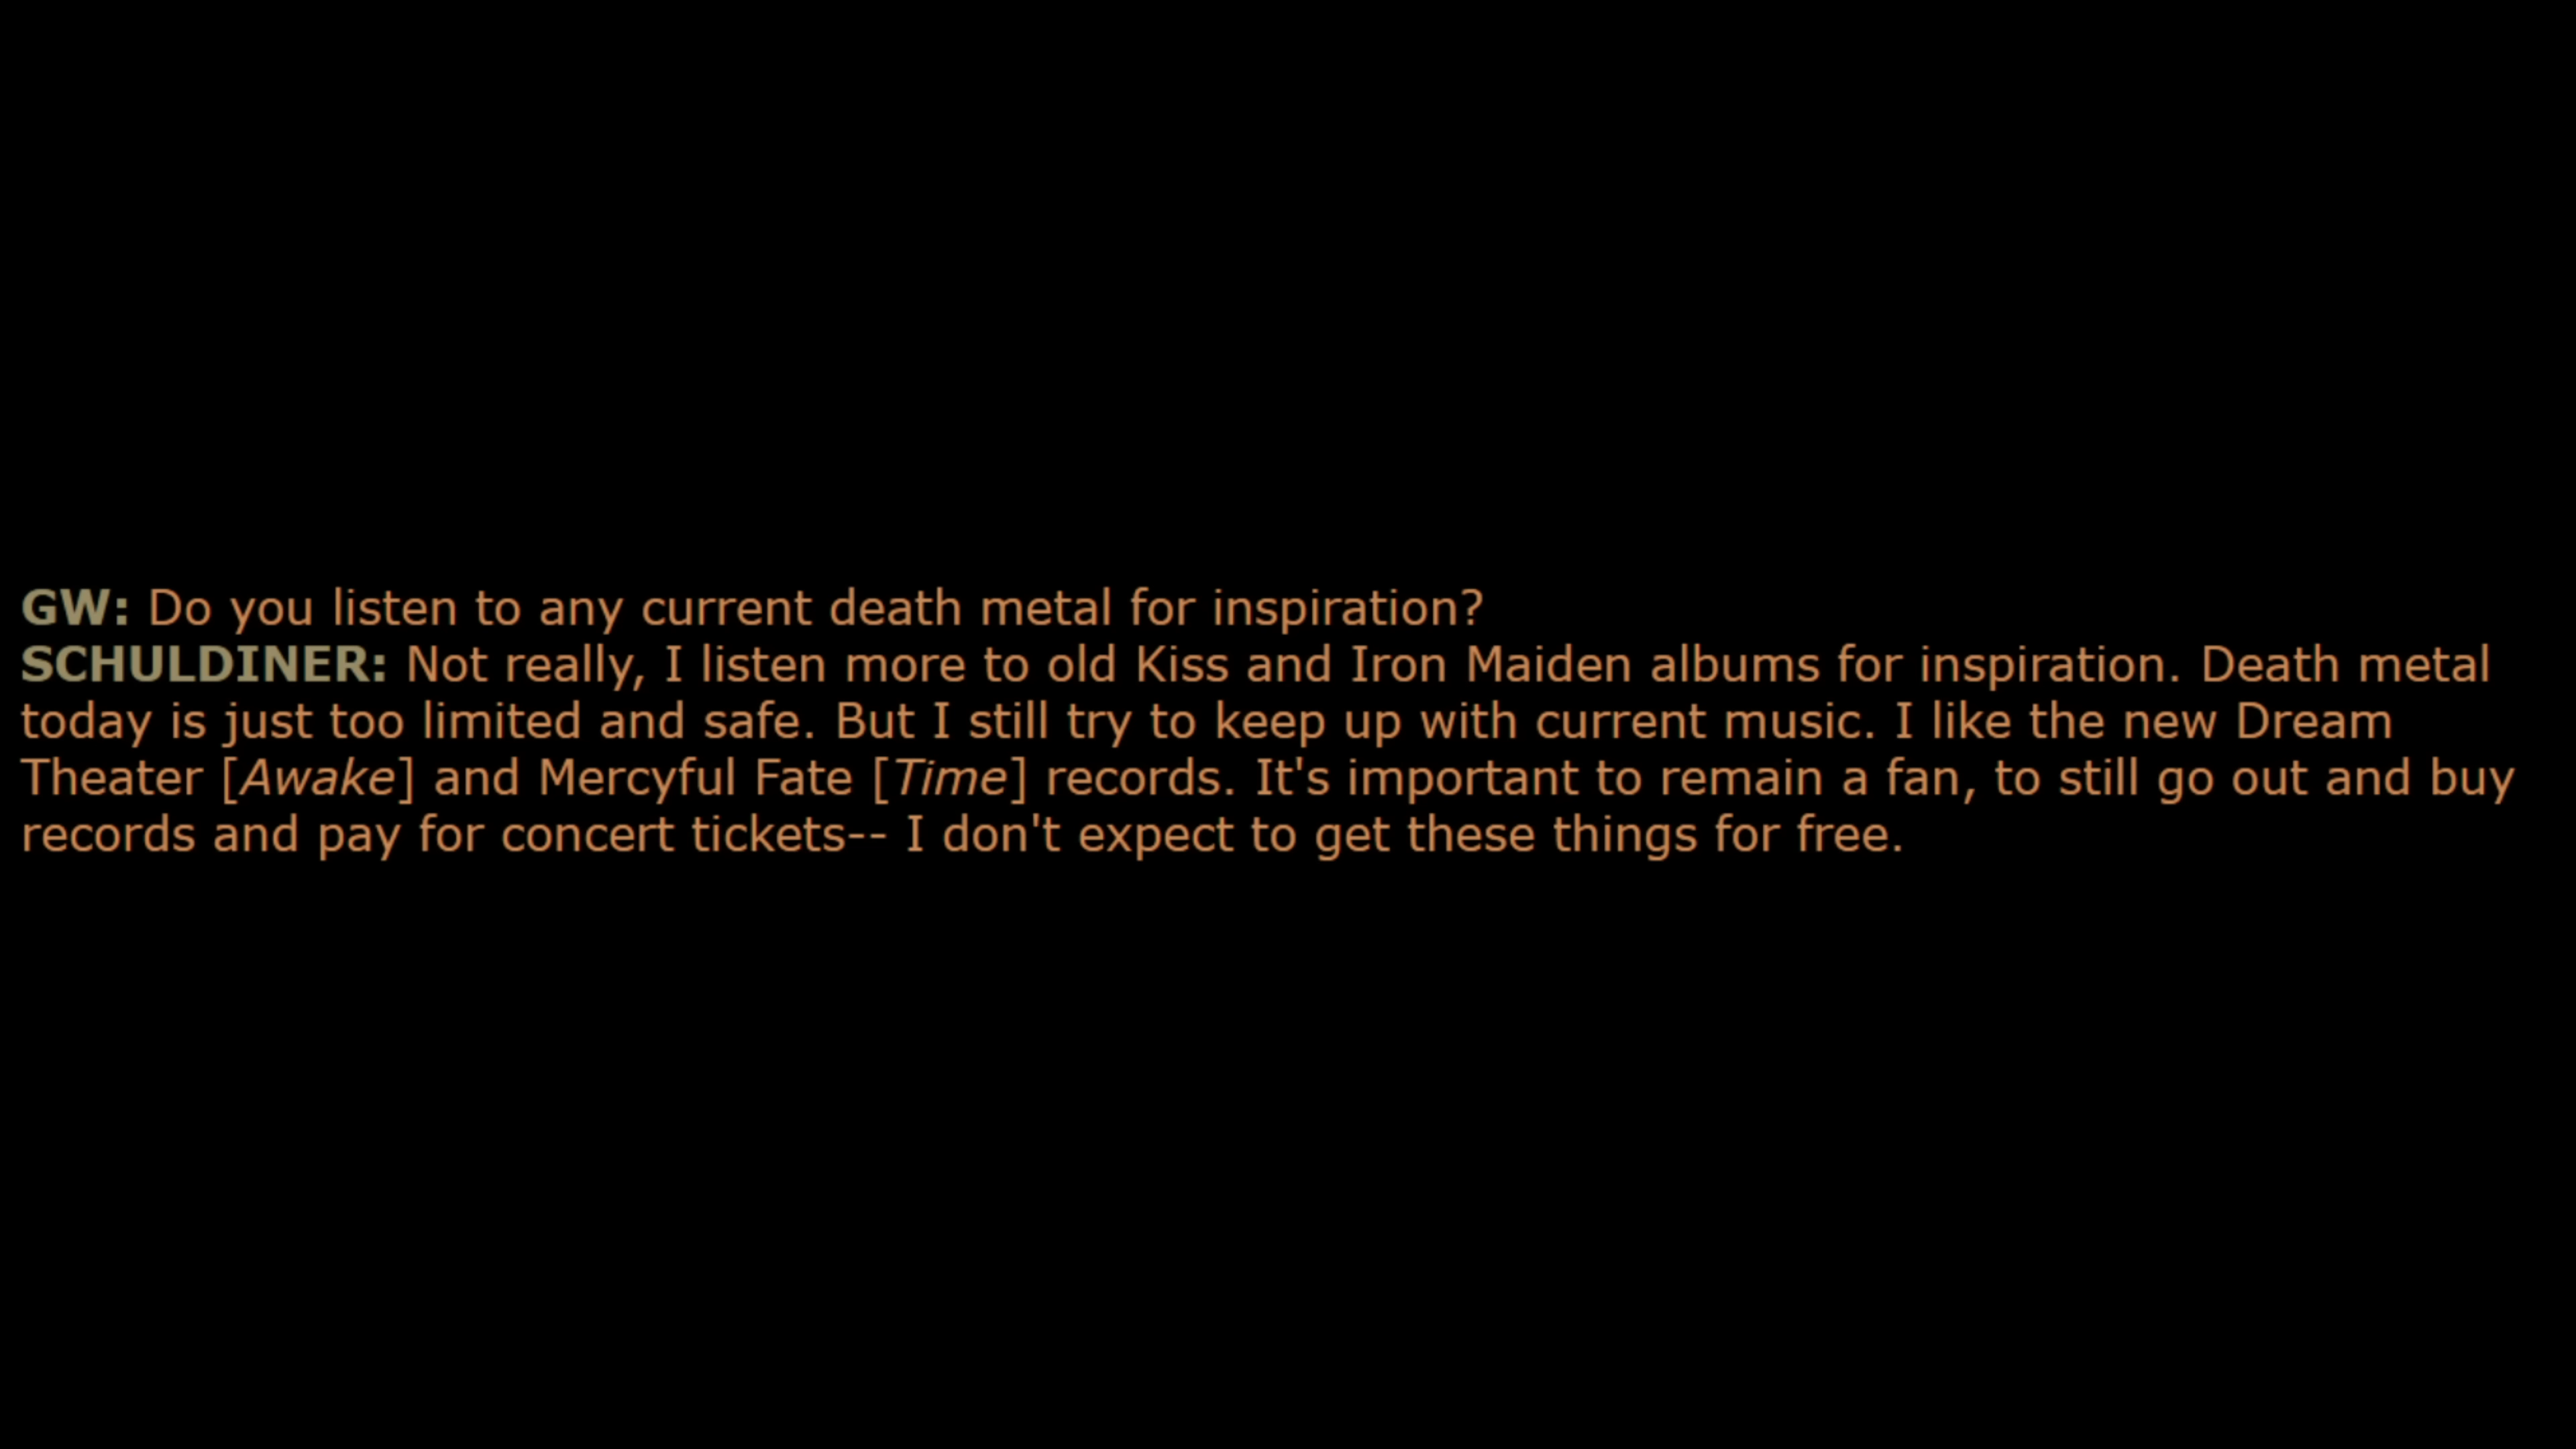 GW: Do you listen to any current death metal for inspiration?
SCHULDINER: Not really, I listen more to old Kiss and Iron Maiden albums for inspiration. Death metal
today is just too limited and safe. But I still try to keep up with current music. I like the new Dream
Theater [Awake] and Mercyful Fate [Time] records. It's important to remain a fan, to still go out and buy
records and pay for concert tickets-- I don't expect to get these things for free.